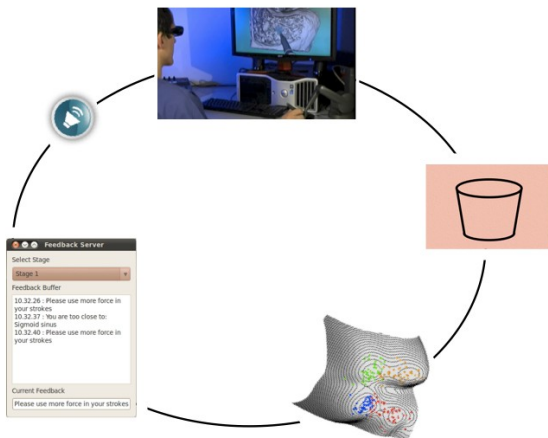 Feedback Server
Select Stage
Stage 1
Feedback Buffer
10.32.26 : Please use more force in
your strokes
10.32.37 : You are too close to:
Sigmoid sinus
10.32.40 : Please use more force in
your strokes
Current Feedback
Please use more force in your strokes